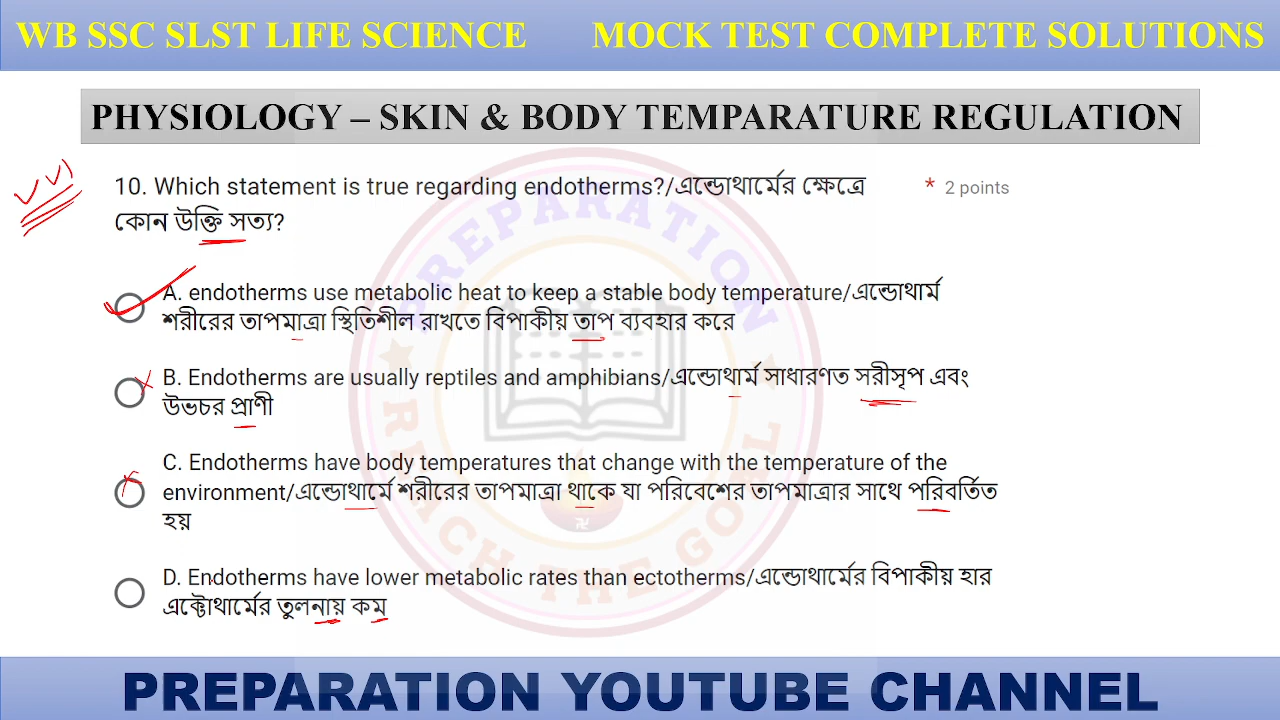 WB SSC SLST LIFE SCIENCE MOCK TEST COMPLETE SOLUTIONS
PHYSIOLOGY – SKIN & BODY TEMPARATURE REGULATION
10. Which statement is true regarding endotherms?/এন্ডোথার্মের ক্ষেত্রে * 2 points
কোন উক্তি সত্য?
A. endotherms use metabolic heat to keep a stable body temperature/এন্ডোথার্ম
শরীরের তাপমাত্রা স্থিতিশীল রাখতে বিপাকীয় তাপ ব্যবহার করে
B. Endotherms are usually reptiles and amphibians/এন্ডোথার্ম সাধারণত সরীসৃপ এবং
উভচর প্রাণী
C. Endotherms have body temperatures that change with the temperature of the
environment/এন্ডোথার্মে শরীরের তাপমাত্রা থাকে যা পরিবেশের তাপমাত্রার সাথে পরিবর্তিত
হয়
D. Endotherms have lower metabolic rates than ectotherms/এন্ডোথার্মের বিপাকীয় হার
এক্টোথার্মের তুলনায় কম
PREPARATION
REACH THE GOAL
PREPARATION YOUTUBE CHANNEL